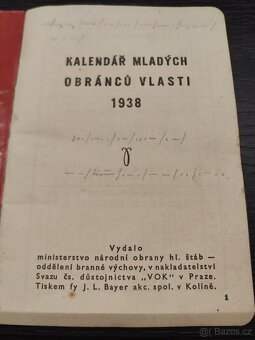 KALENDÁŘ MLADÝCH
OBRÁNCŮ VLASTI
1938
Vydalo
ministerstvo národní obrany hl. štáb —
oddělení branné výchovy, v nakladatelství
Svazu čs. důstojnictva „VOK" v Praze.
Tiskem fy J. L. Bayer akc. spol. v Kolíně.
1
Bazos.cz